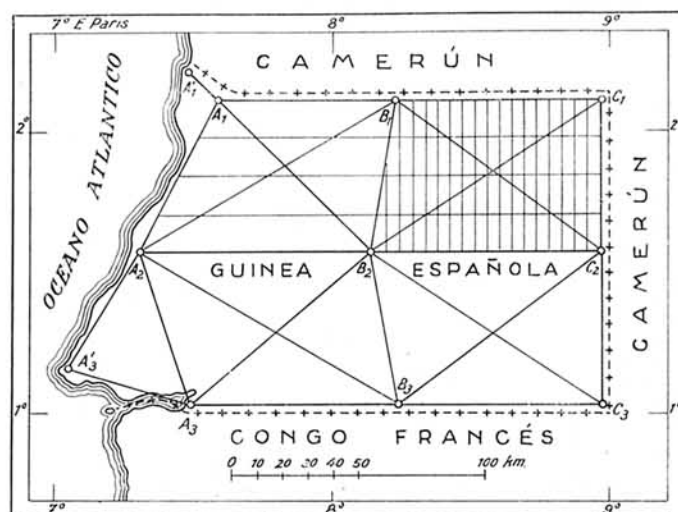 7° E Paris 8° 9°
CAMERÚN
A'₁
A₁ B₁ C₁
2° 2°
OCEANO ATLANTICO
CAMERÚN
A₂ GUINEA B₂ ESPAÑOLA C₂
A'₃
B₃
A₃ C₃
1° 1°
CONGO FRANCÉS
0 10 20 30 40 50 100 km.
7° 8° 9°